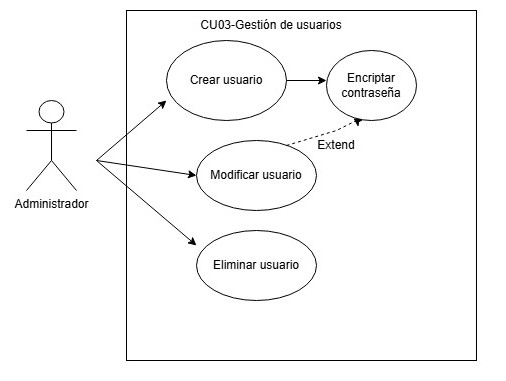 CU03-Gestión de usuarios
Crear usuario
Encriptar
contraseña
Extend
Modificar usuario
Administrador
Eliminar usuario